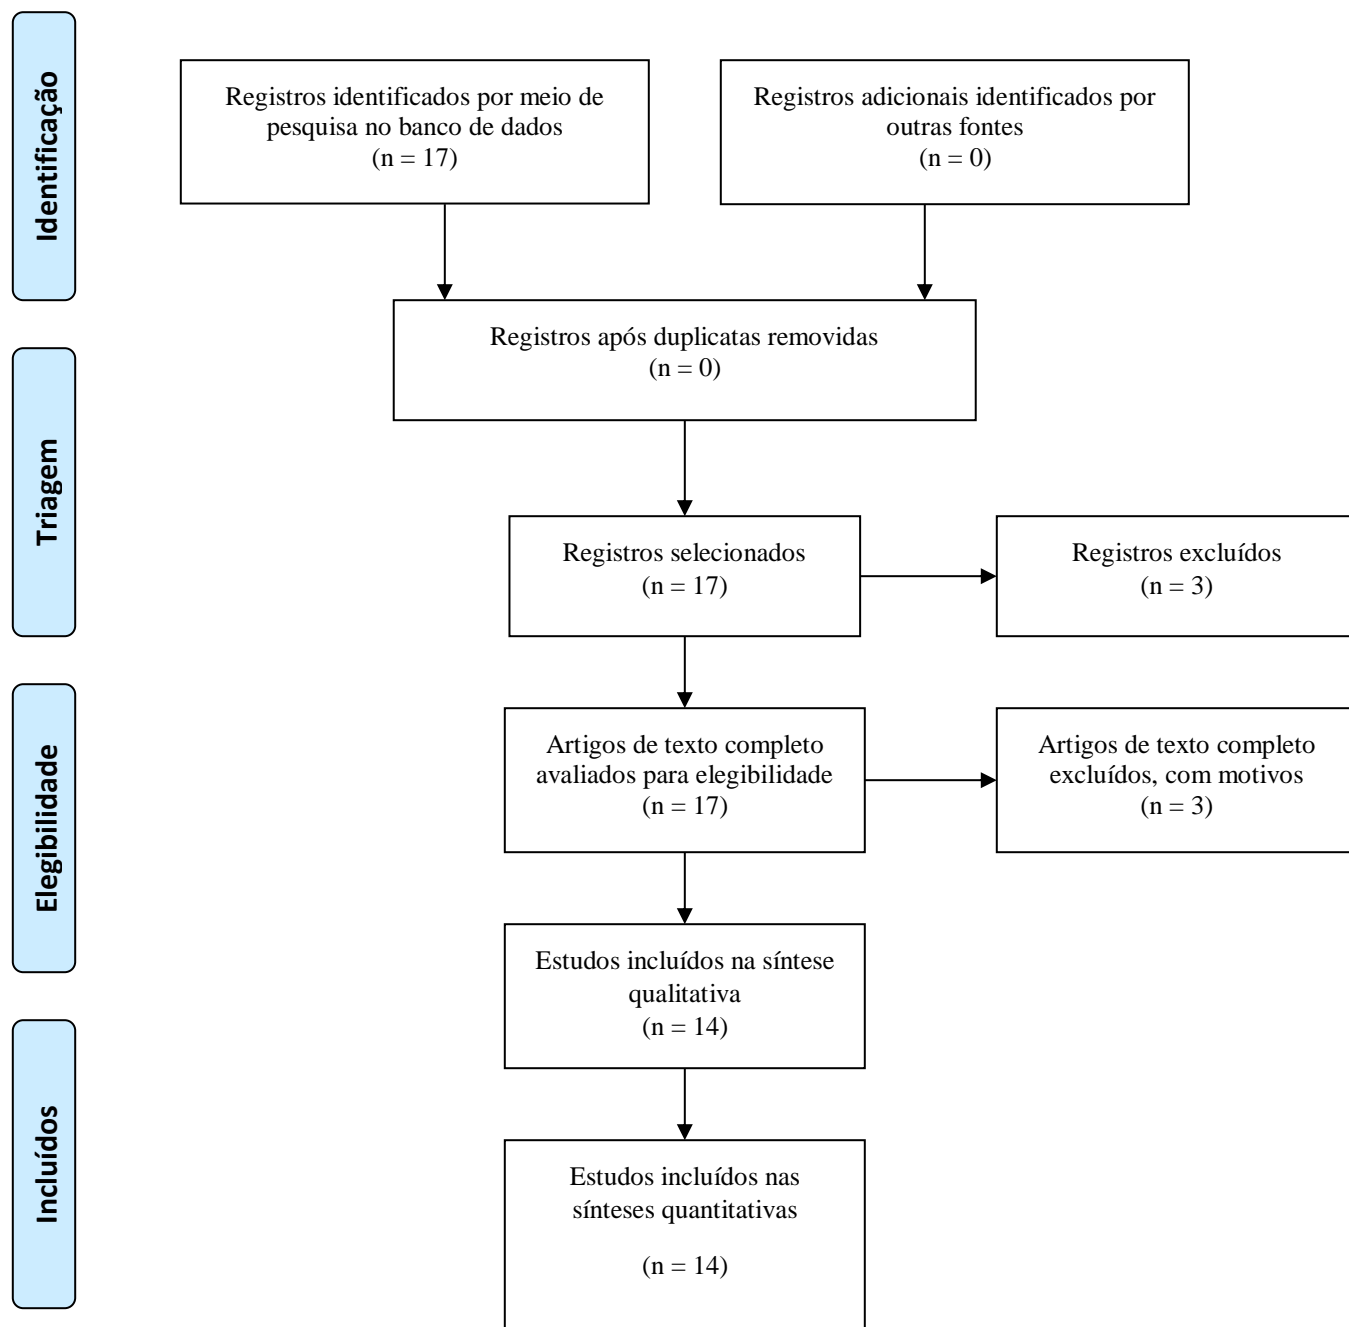 Identificação
Registros identificados por meio de
pesquisa no banco de dados
(n = 17)
Registros adicionais identificados por
outras fontes
(n = 0)
Registros após duplicatas removidas
(n = 0)
Triagem
Registros selecionados
(n = 17)
Registros excluídos
(n = 3)
Elegibilidade
Artigos de texto completo
avaliados para elegibilidade
(n = 17)
Artigos de texto completo
excluídos, com motivos
(n = 3)
Estudos incluídos na síntese
qualitativa
(n = 14)
Incluídos
Estudos incluídos nas
sínteses quantitativas
(n = 14)